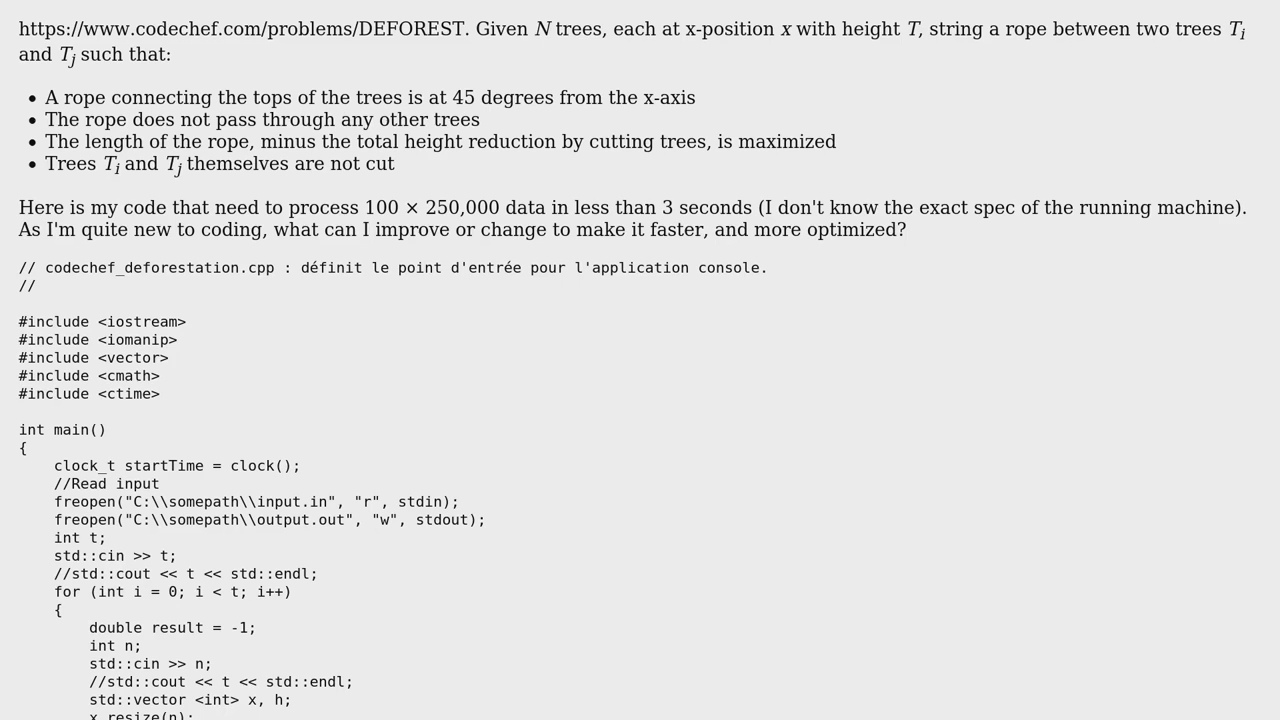 https://www.codechef.com/problems/DEFOREST. Given N trees, each at x-position x with height T, string a rope between two trees Ti
and Tj such that:
• A rope connecting the tops of the trees is at 45 degrees from the x-axis
• The rope does not pass through any other trees
• The length of the rope, minus the total height reduction by cutting trees, is maximized
• Trees Ti and Tj themselves are not cut
Here is my code that need to process 100 × 250,000 data in less than 3 seconds (I don't know the exact spec of the running machine).
As I'm quite new to coding, what can I improve or change to make it faster, and more optimized?
// codechef_deforestation.cpp : définit le point d'entrée pour l'application console.
//
#include <iostream>
#include <iomanip>
#include <vector>
#include <cmath>
#include <ctime>
int main()
{
    clock_t startTime = clock();
    //Read input
    freopen("C:\\somepath\\input.in", "r", stdin);
    freopen("C:\\somepath\\output.out", "w", stdout);
    int t;
    std::cin >> t;
    //std::cout << t << std::endl;
    for (int i = 0; i < t; i++)
    {
        double result = -1;
        int n;
        std::cin >> n;
        //std::cout << t << std::endl;
        std::vector <int> x, h;
        x.resize(n);